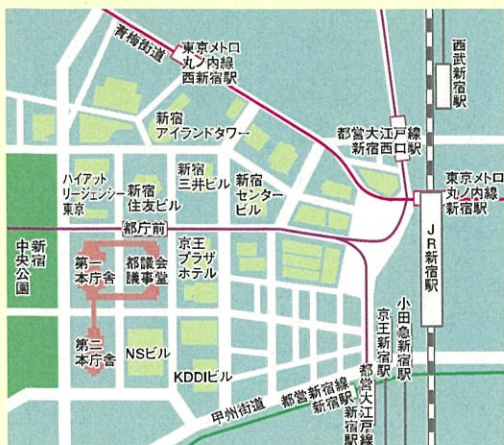 青梅街道
東京メトロ
丸ノ内線
西新宿駅
西武新宿駅
新宿
アイランドタワー
都営大江戸線
新宿西口駅
ハイアット
リージェンシー
東京
新宿
住友ビル
新宿
三井ビル
新宿
センター
ビル
東京メトロ
丸ノ内線
新宿駅
都庁前
JR新宿駅
新宿
中央公園
第一
本庁舎
都議会
議事堂
京王
プラザ
ホテル
第二
本庁舎
NSビル
KDDIビル
小田急新宿駅
京王新宿駅
甲州街道
都営新宿線
新宿駅
都営大江戸線
新宿駅